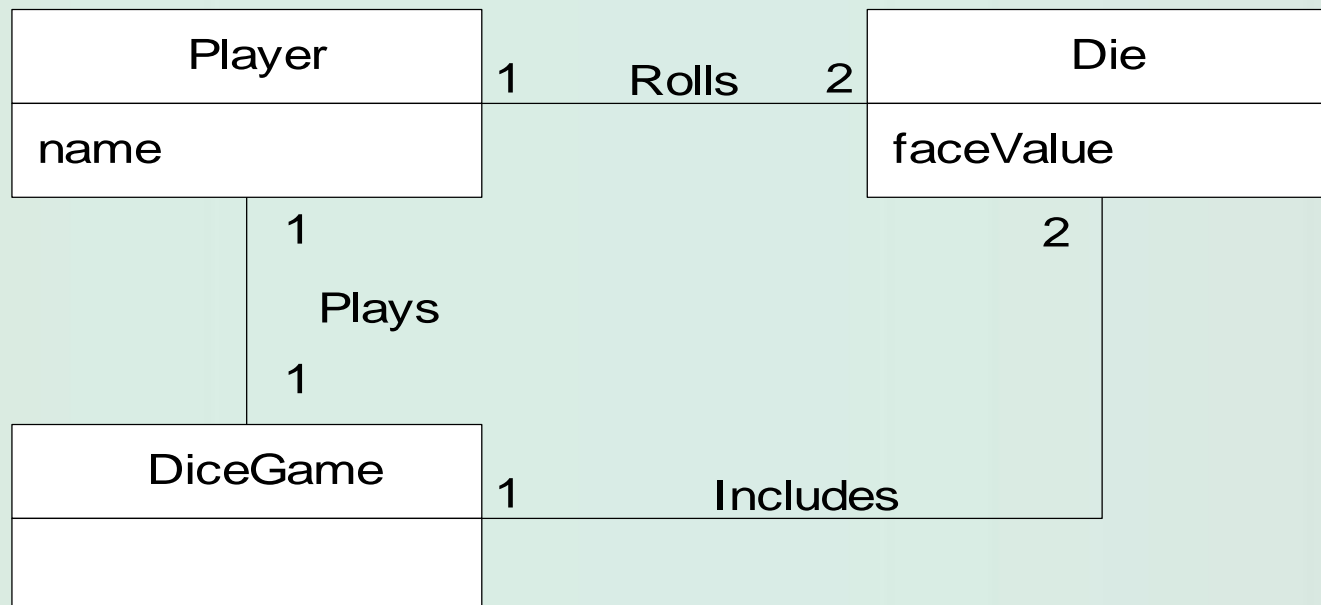 Player
Die
1 Rolls 2
name
faceValue
1
2
Plays
1
DiceGame
1 Includes